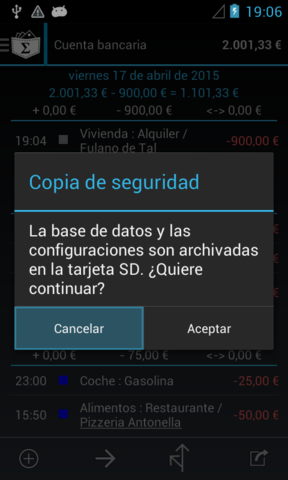 19:06
Cuenta bancaria 2.001,33 €
viernes 17 de abril de 2015
2.001,33 € - 900,00 € = 1.101,33 €
+ 0,00 € - 900,00 € <-> 0,00 €
19:04 Vivienda : Alquiler / -900,00 €
Fulano de Tal
Copia de seguridad
La base de datos y las
configuraciones son archivadas
en la tarjeta SD. ¿Quiere
continuar?
Cancelar Aceptar
+ 0,00 € - 75,00 € <-> 0,00 €
23:00 Coche : Gasolina -25,00 €
15:50 Alimentos : Restaurante / -50,00 €
Pizzeria Antonella